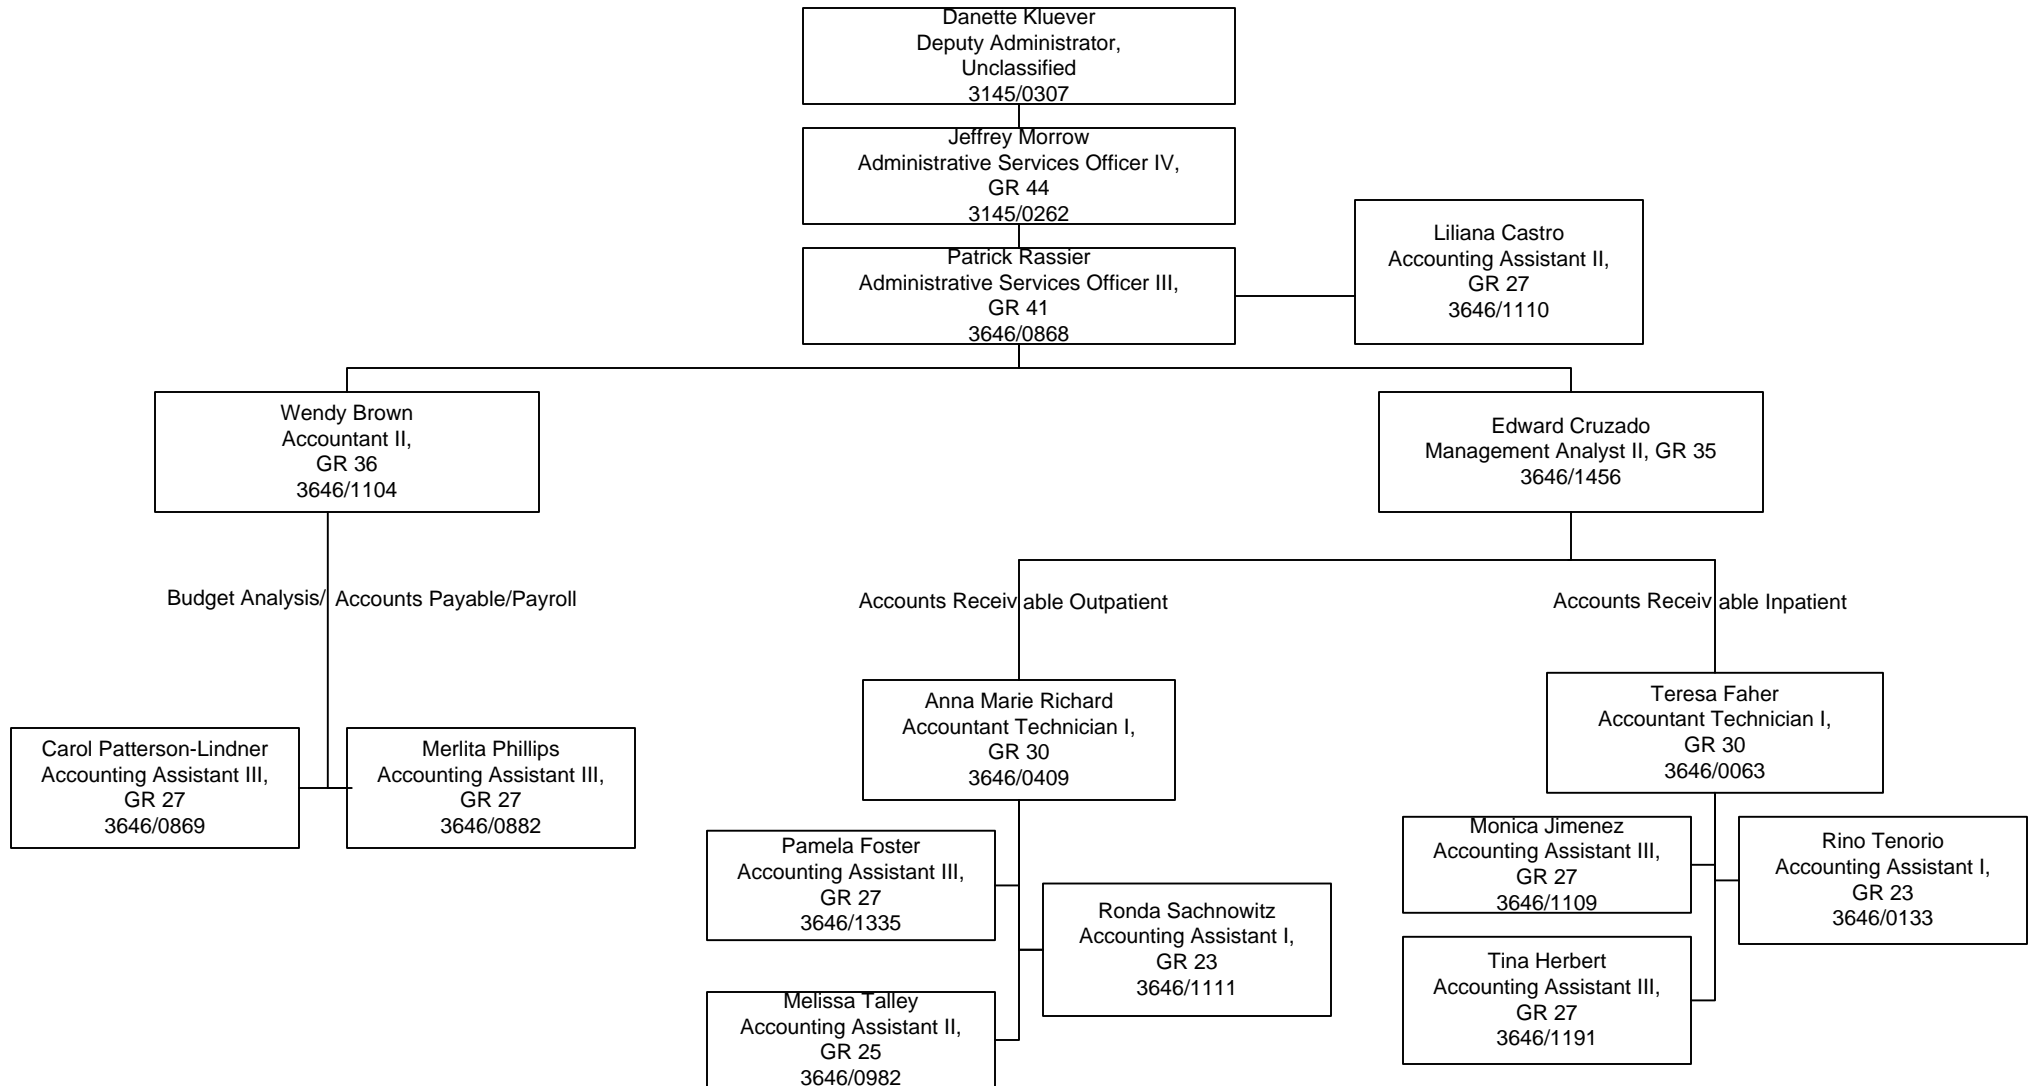 Danette Kluever
Deputy Administrator,
Unclassified
3145/0307
Jeffrey Morrow
Administrative Services Officer IV,
GR 44
3145/0262
Patrick Rassier
Administrative Services Officer III,
GR 41
3646/0868
Liliana Castro
Accounting Assistant II,
GR 27
3646/1110
Wendy Brown
Accountant II,
GR 36
3646/1104
Edward Cruzado
Management Analyst II, GR 35
3646/1456
Budget Analysis/ Accounts Payable/Payroll
Accounts Receivable Outpatient
Accounts Receivable Inpatient
Carol Patterson-Lindner
Accounting Assistant III,
GR 27
3646/0869
Merlita Phillips
Accounting Assistant III,
GR 27
3646/0882
Anna Marie Richard
Accountant Technician I,
GR 30
3646/0409
Pamela Foster
Accounting Assistant III,
GR 27
3646/1335
Ronda Sachnowitz
Accounting Assistant I,
GR 23
3646/1111
Melissa Talley
Accounting Assistant II,
GR 25
3646/0982
Teresa Faher
Accountant Technician I,
GR 30
3646/0063
Monica Jimenez
Accounting Assistant III,
GR 27
3646/1109
Rino Tenorio
Accounting Assistant I,
GR 23
3646/0133
Tina Herbert
Accounting Assistant III,
GR 27
3646/1191